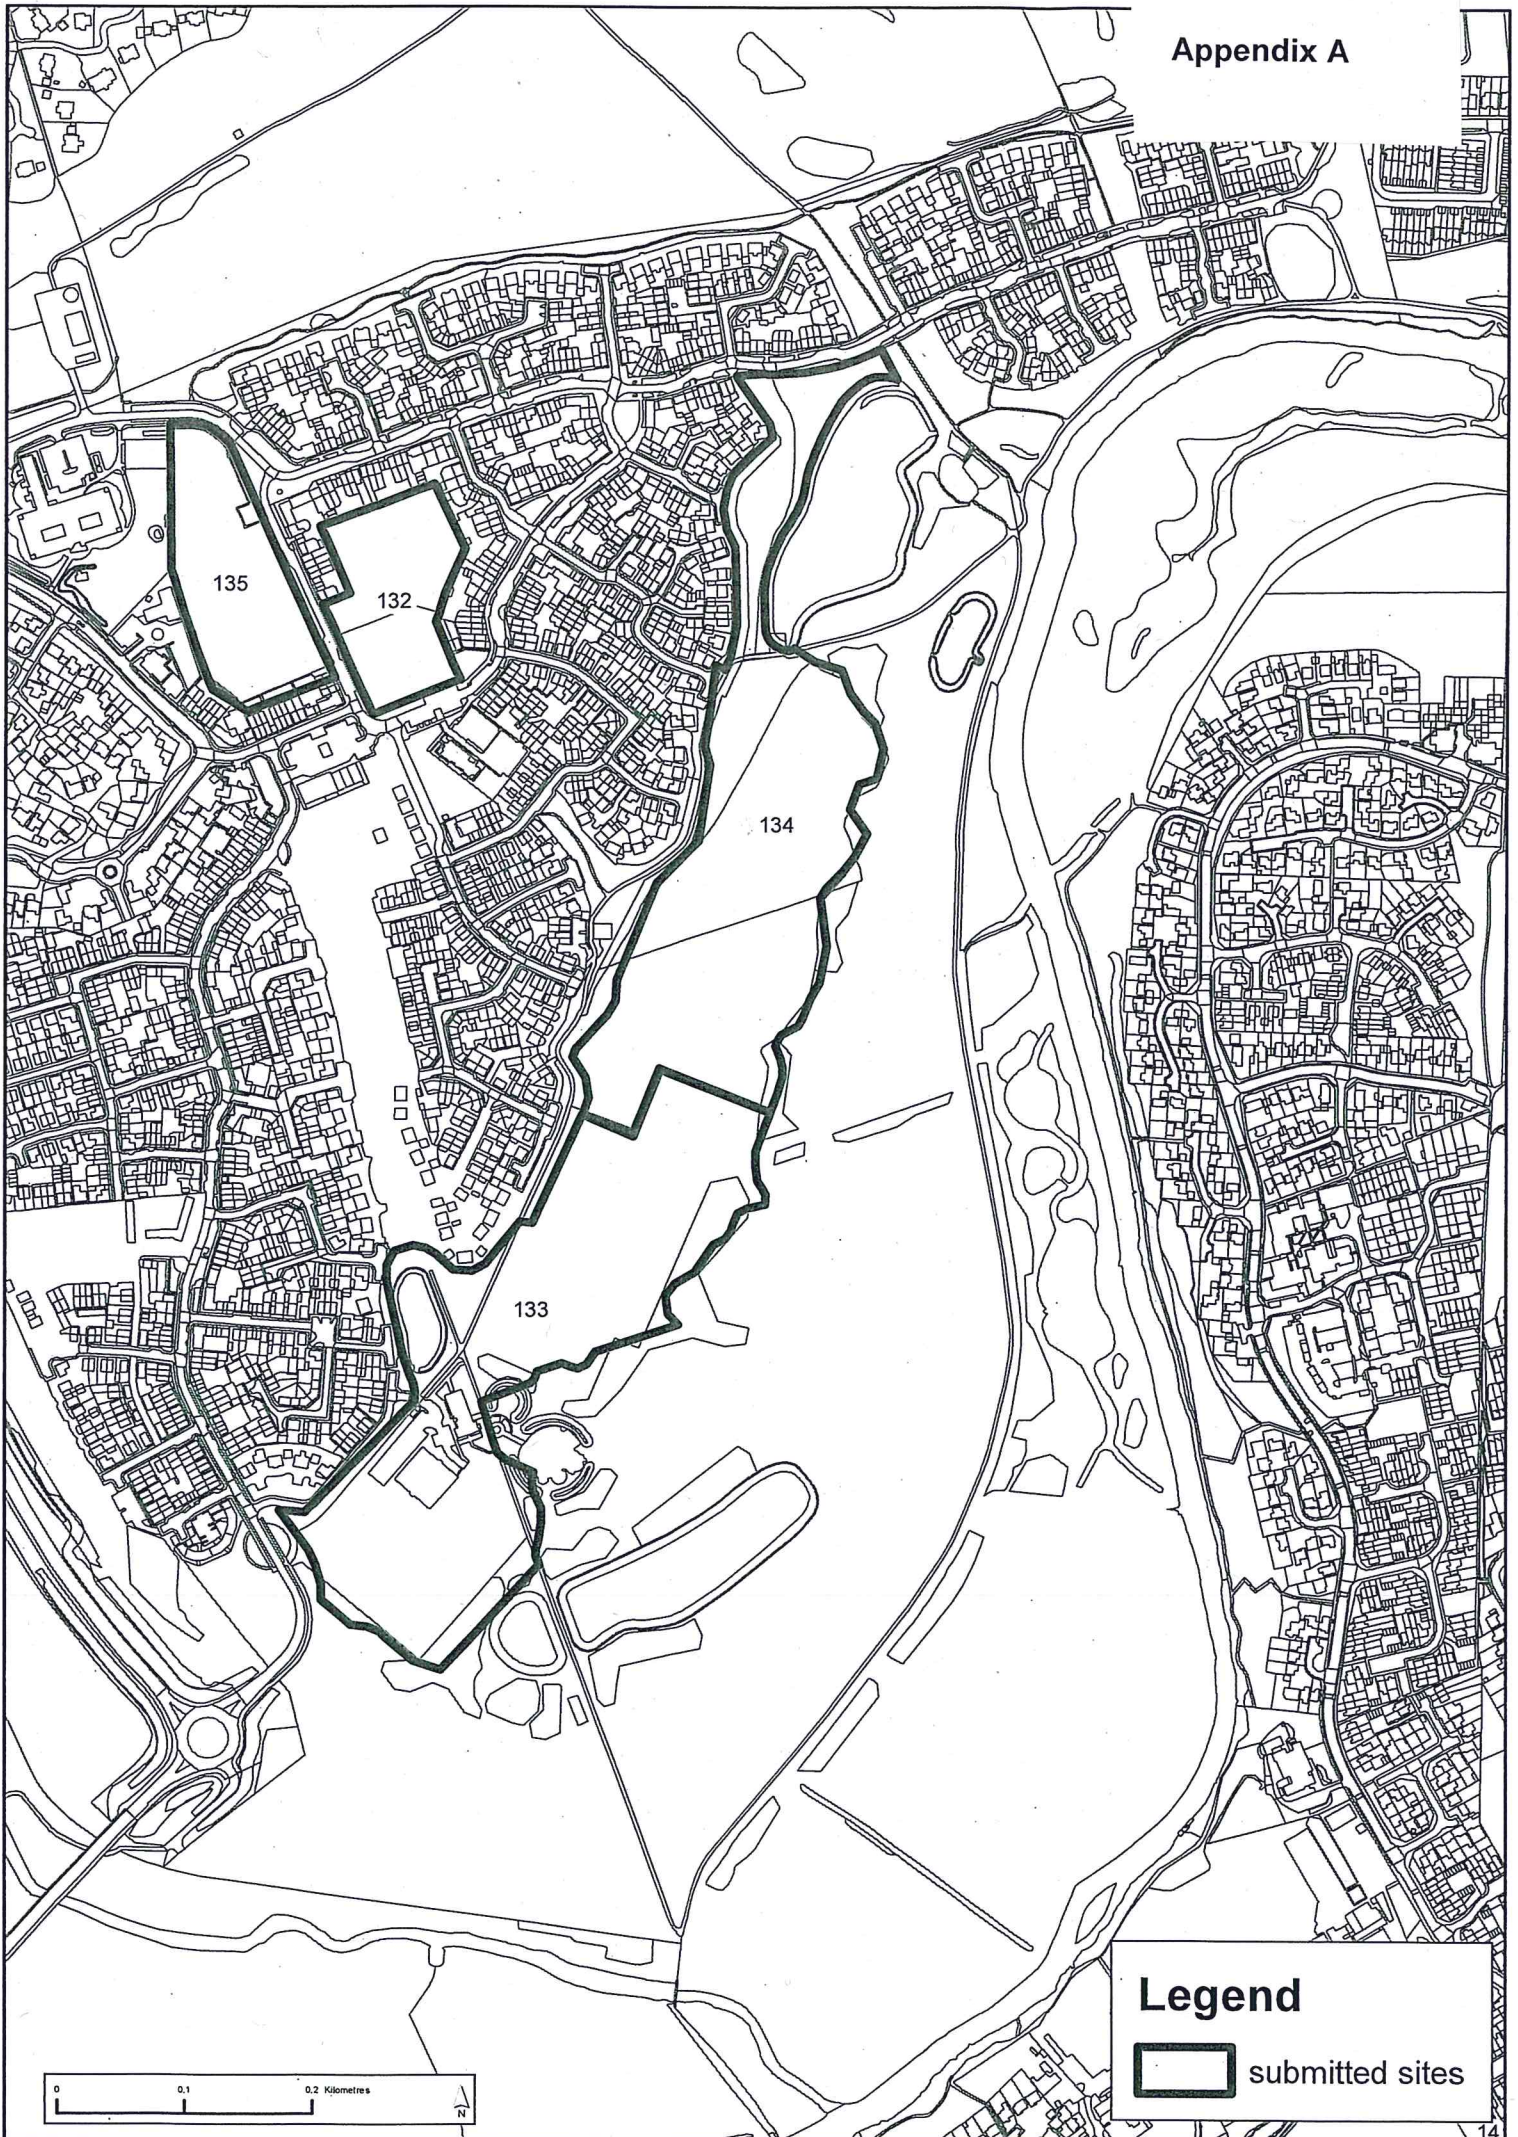 Appendix A
135
132
134
133
Legend
submitted sites
0 0.1 0.2 Kilometres
N
14